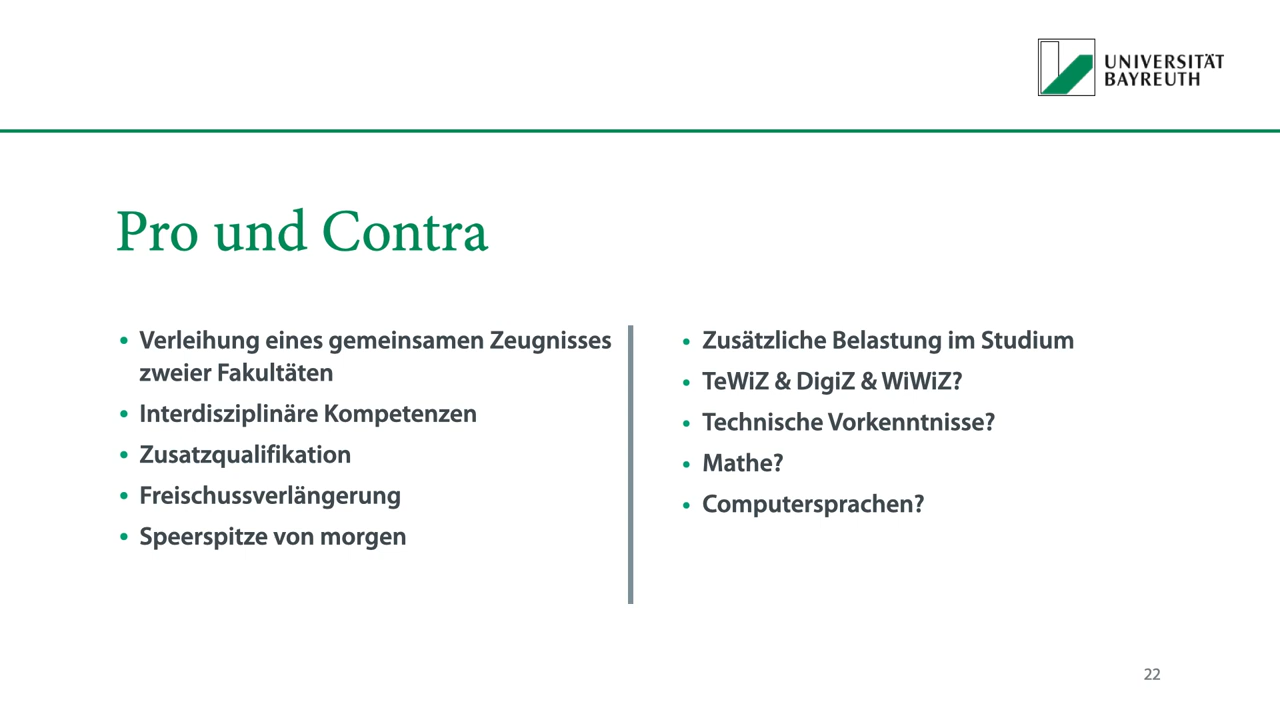 UNIVERSITÄT
BAYREUTH
Pro und Contra
• Verleihung eines gemeinsamen Zeugnisses
zweier Fakultäten
• Interdisziplinäre Kompetenzen
• Zusatzqualifikation
• Freischussverlängerung
• Speerspitze von morgen
• Zusätzliche Belastung im Studium
• TeWiZ & DigiZ & WiWiZ?
• Technische Vorkenntnisse?
• Mathe?
• Computersprachen?
22